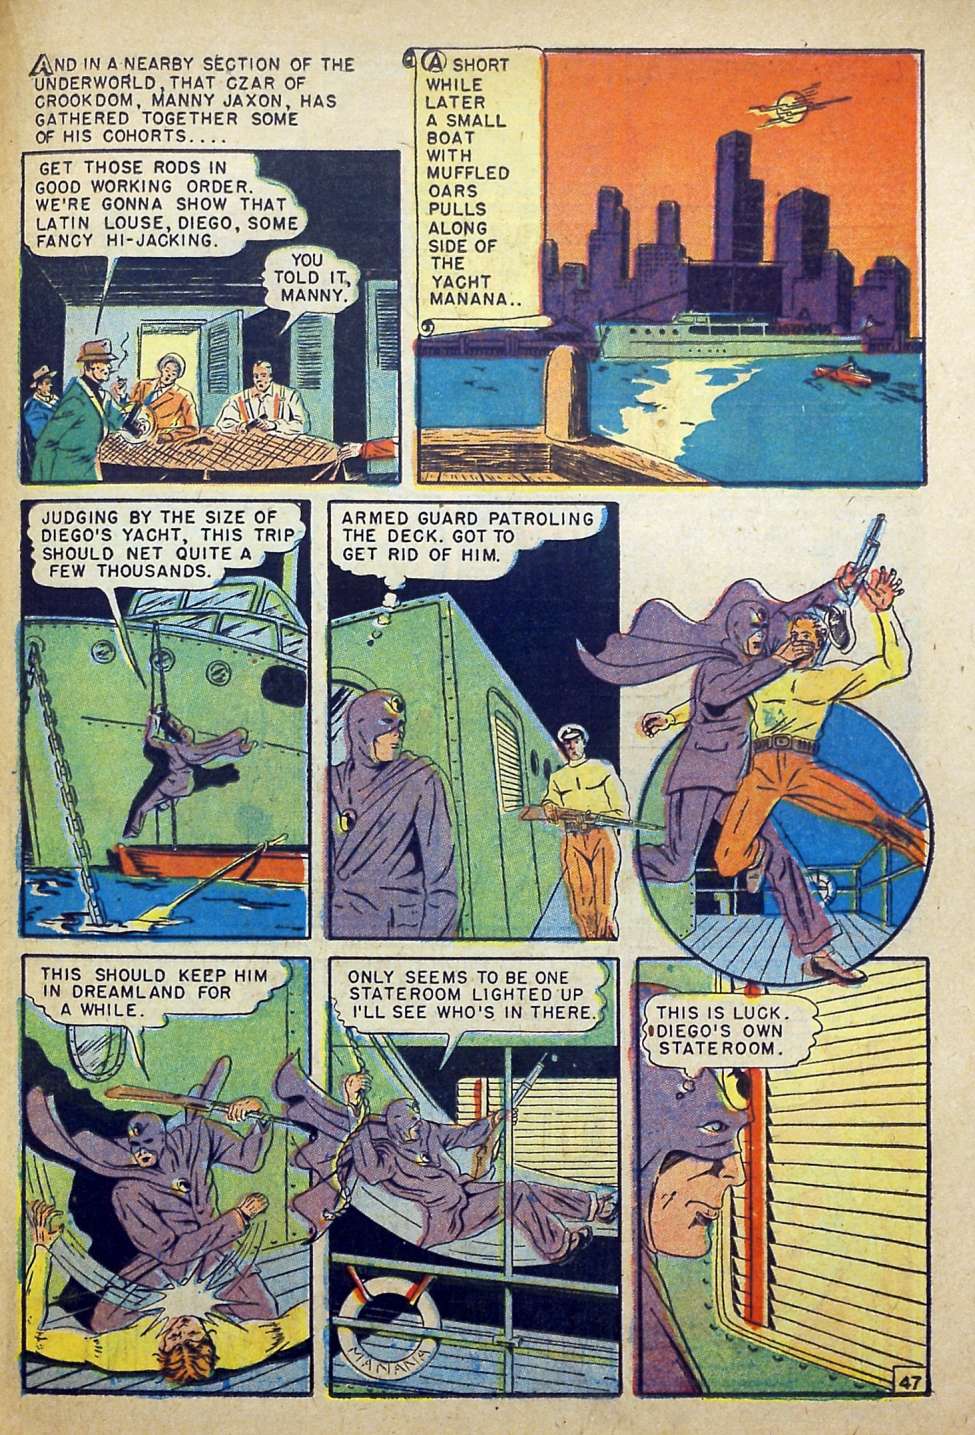 AND IN A NEARBY SECTION OF THE
UNDERWORLD, THAT CZAR OF
CROOKDOM, MANNY JAXON, HAS
GATHERED TOGETHER SOME
OF HIS COHORTS....
GET THOSE RODS IN
GOOD WORKING ORDER.
WE'RE GONNA SHOW THAT
LATIN LOUSE, DIEGO, SOME
FANCY HI-JACKING.
YOU
TOLD IT,
MANNY.
A SHORT
WHILE
LATER
A SMALL
BOAT
WITH
MUFFLED
OARS
PULLS
ALONG
SIDE OF
THE
YACHT
MANANA..
JUDGING BY THE SIZE OF
DIEGO'S YACHT, THIS TRIP
SHOULD NET QUITE A
FEW THOUSANDS.
ARMED GUARD PATROLING
THE DECK. GOT TO
GET RID OF HIM.
THIS SHOULD KEEP HIM
IN DREAMLAND FOR
A WHILE.
ONLY SEEMS TO BE ONE
STATEROOM LIGHTED UP
I'LL SEE WHO'S IN THERE.
MANANA
THIS IS LUCK.
DIEGO'S OWN
STATEROOM.
47